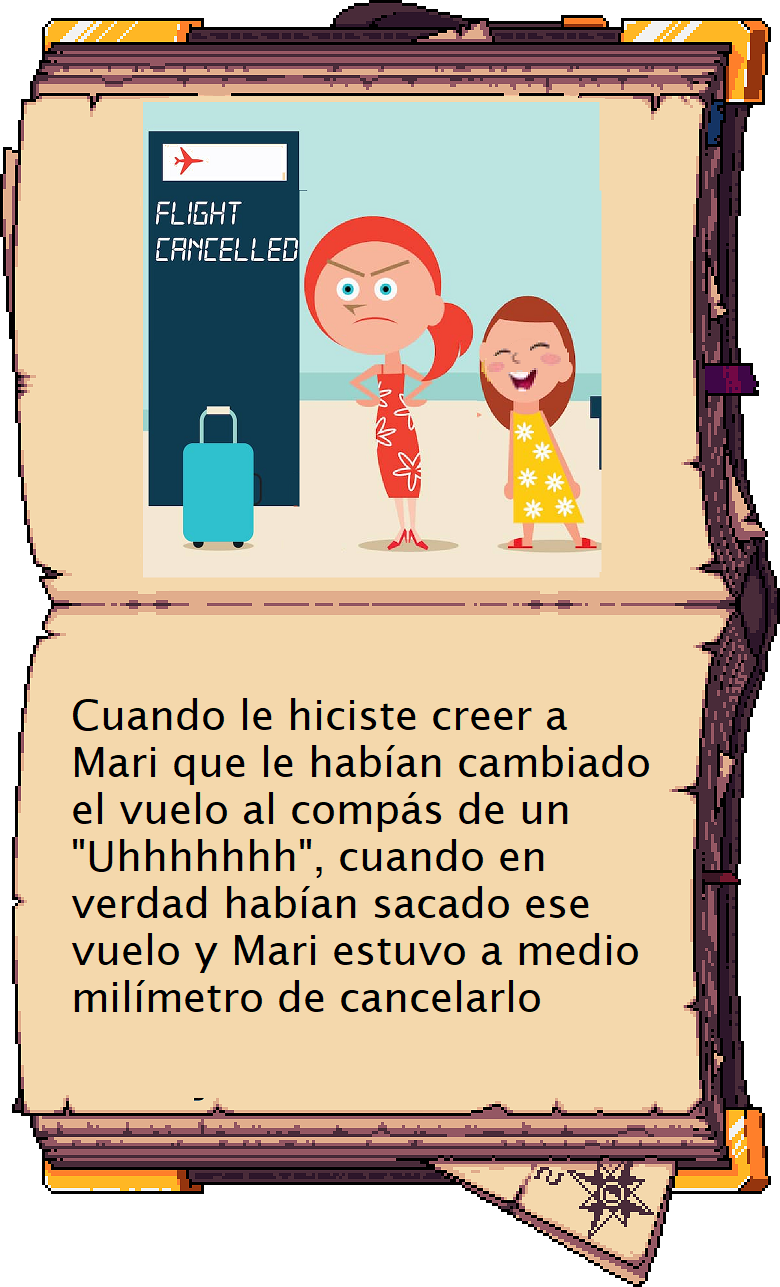 FLIGHT
CANCELLED
Cuando le hiciste creer a
Mari que le habían cambiado
el vuelo al compás de un
"Uhhhhhhh", cuando en
verdad habían sacado ese
vuelo y Mari estuvo a medio
milímetro de cancelarlo